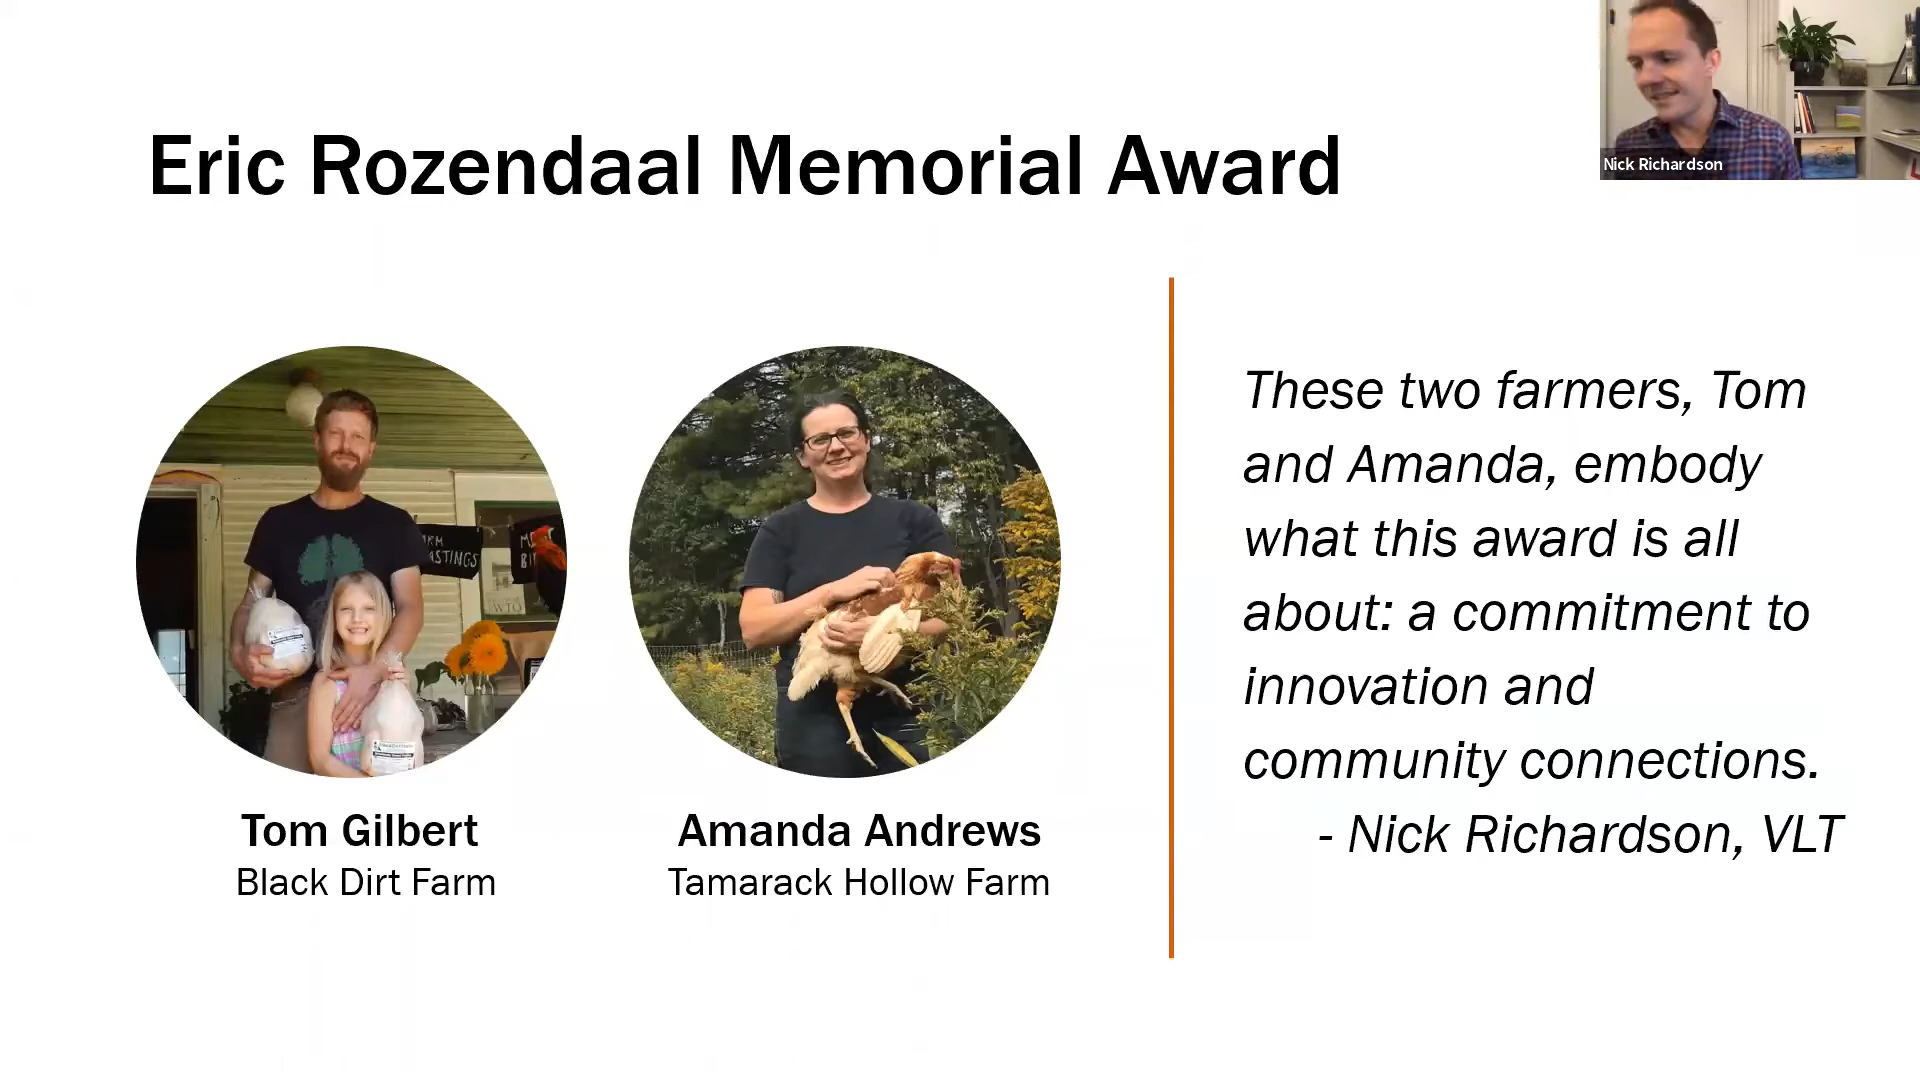 Eric Rozendaal Memorial Award
Nick Richardson
These two farmers, Tom
and Amanda, embody
what this award is all
about: a commitment to
innovation and
community connections.
- Nick Richardson, VLT
Tom Gilbert
Black Dirt Farm
Amanda Andrews
Tamarack Hollow Farm
WTO